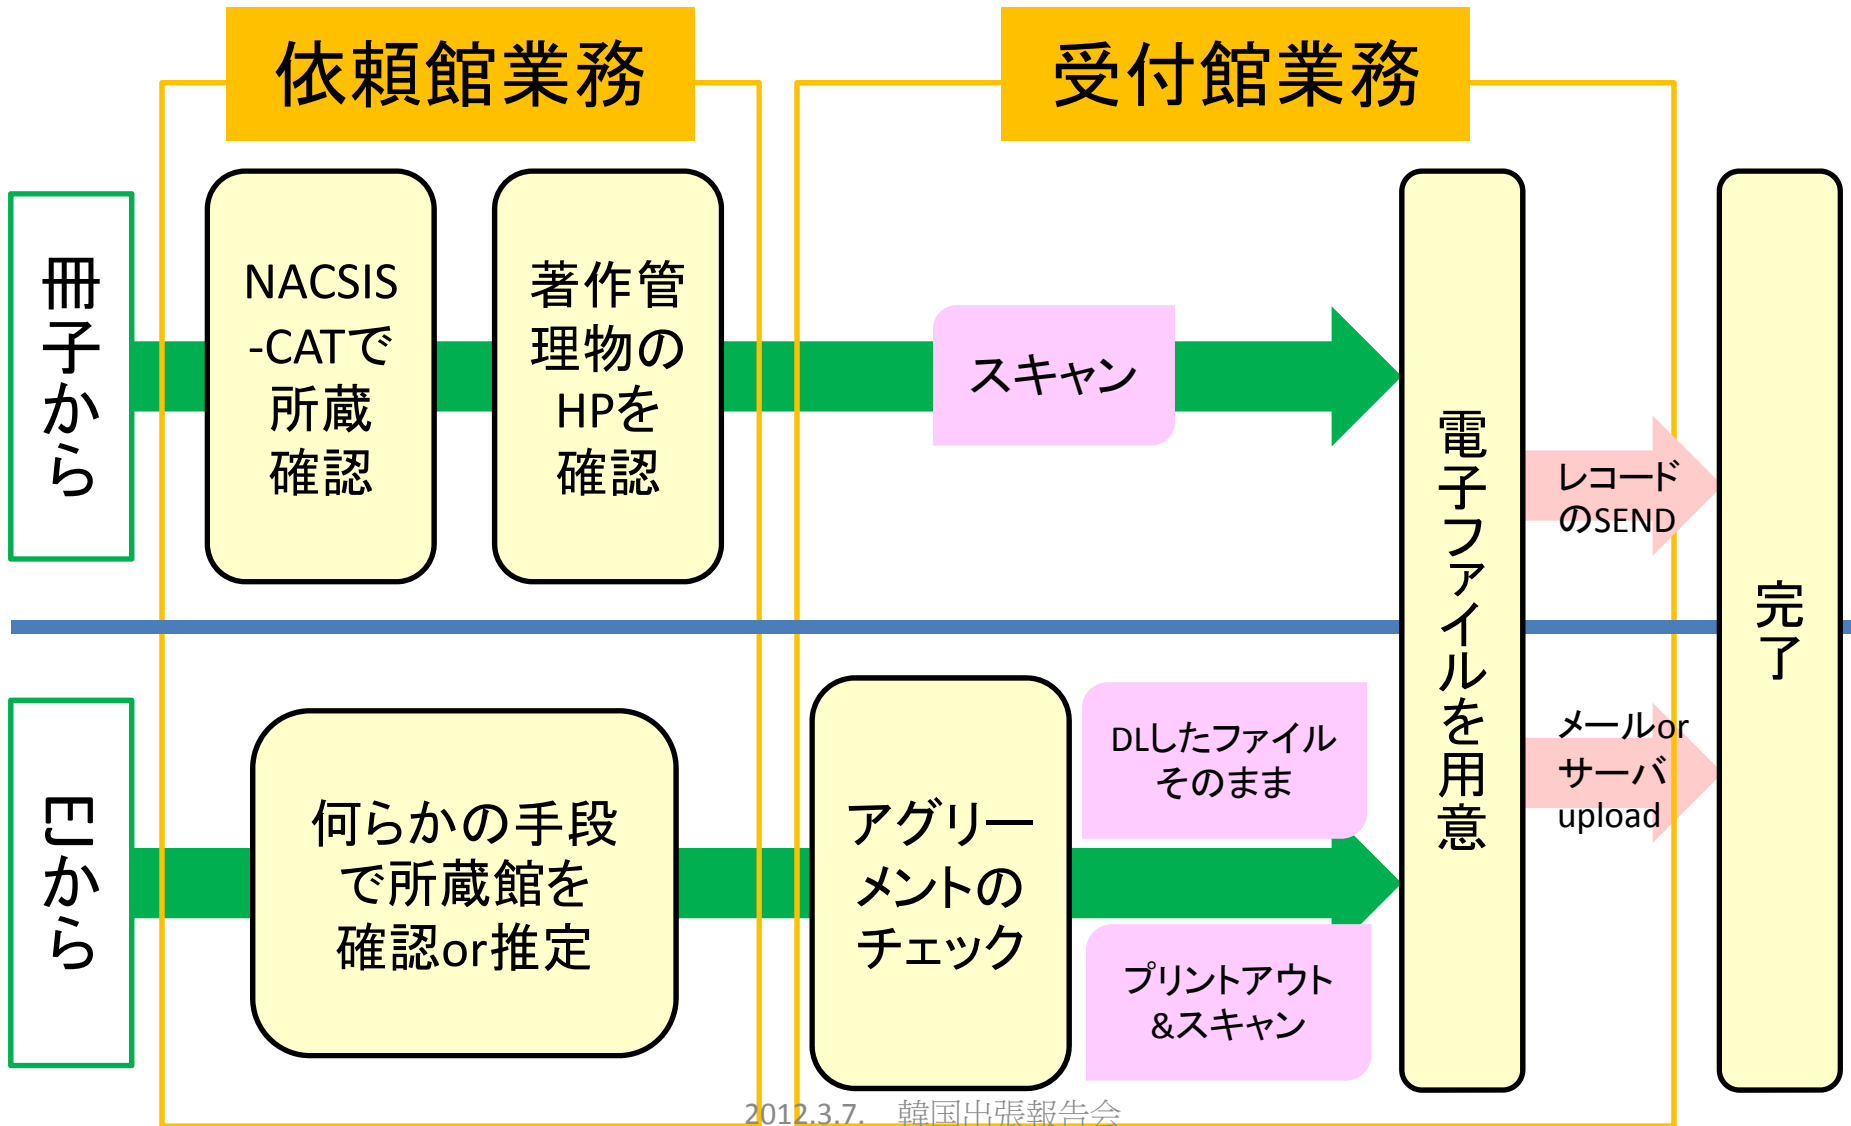 依頼館業務
受付館業務
冊子から
NACSIS
-CATで
所蔵
確認
著作管
理物の
HPを
確認
スキャン
電子ファイルを用意
レコード
のSEND
完了
EJから
何らかの手段
で所蔵館を
確認or推定
アグリー
メントの
チェック
DLしたファイル
そのまま
プリントアウト
&スキャン
メールor
サーバ
upload
2012.3.7. 韓国出張報告会